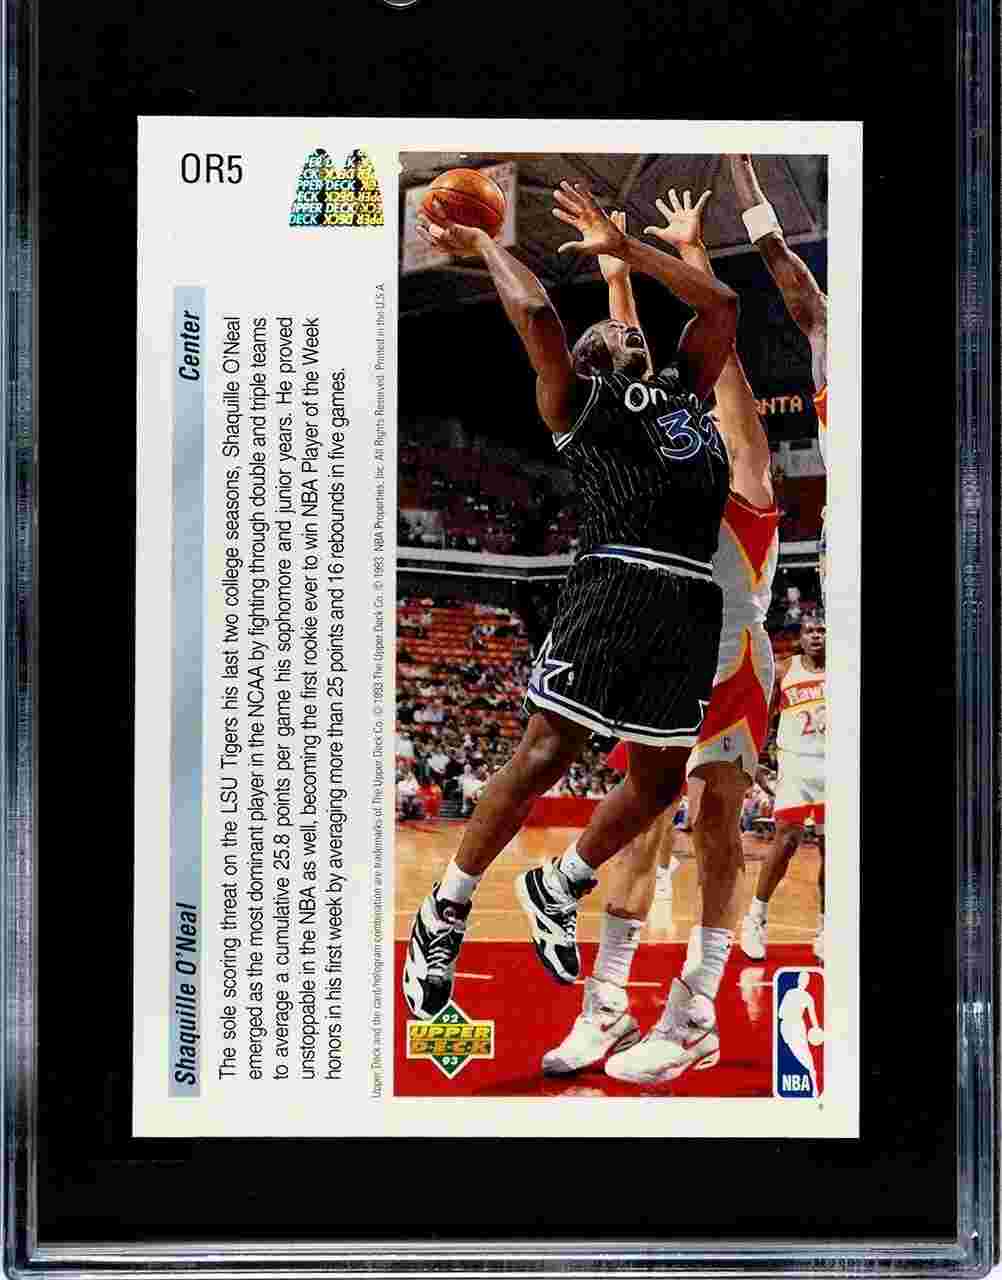 OR5
UPPER DECK
Shaquille O'Neal Center
The sole scoring threat on the LSU Tigers his last two college seasons, Shaquille O'Neal
emerged as the most dominant player in the NCAA by fighting through double and triple teams
to average a cumulative 25.8 points per game his sophomore and junior years. He proved
unstoppable in the NBA as well, becoming the first rookie ever to win NBA Player of the Week
honors in his first week by averaging more than 25 points and 16 rebounds in five games.
Upper Deck and the card/hologram combination are trademarks of The Upper Deck Co. © 1993 The Upper Deck Co. © 1993 NBA Properties, Inc. All Rights Reserved. Printed in the U.S.A.
On
3
NTA
Hawk
22
92
UPPER
D·E·C·K
93
NBA